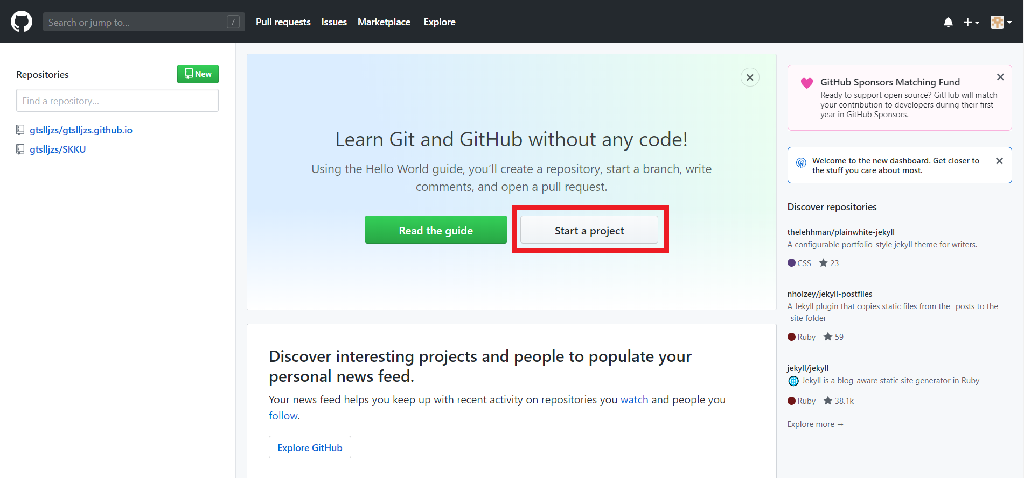 Search or jump to...
/
Pull requests
Issues
Marketplace
Explore
Repositories
New
Find a repository...
gtslljzs/gtslljzs.github.io
gtslljzs/SKKU
Learn Git and GitHub without any code!
Using the Hello World guide, you'll create a repository, start a branch, write
comments, and open a pull request.
Read the guide
Start a project
Discover interesting projects and people to populate your
personal news feed.
Your news feed helps you keep up with recent activity on repositories you watch and people you
follow.
Explore GitHub
GitHub Sponsors Matching Fund
Ready to support open source? GitHub will match
your contribution to developers during their first
year in GitHub Sponsors.
Welcome to the new dashboard. Get closer to
the stuff you care about most.
Discover repositories
thelehhman/plainwhite-jekyll
A configurable portfolio-style jekyll theme for writers.
CSS
23
nhoizey/jekyll-postfiles
A Jekyll plugin that copies static files from the _posts to the
_site folder
Ruby
59
jekyll/jekyll
Jekyll is a blog-aware static site generator in Ruby
Ruby
38.1k
Explore more →